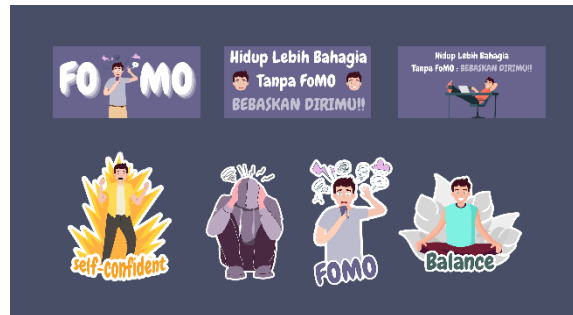 FOMO
Hidup Lebih Bahagia
Tanpa FoMO
BEBASKAN DIRIMU!!
Hidup Lebih Bahagia
Tanpa FoMO : BEBASKAN DIRIMU!!
self-confident
FOMO
Balance